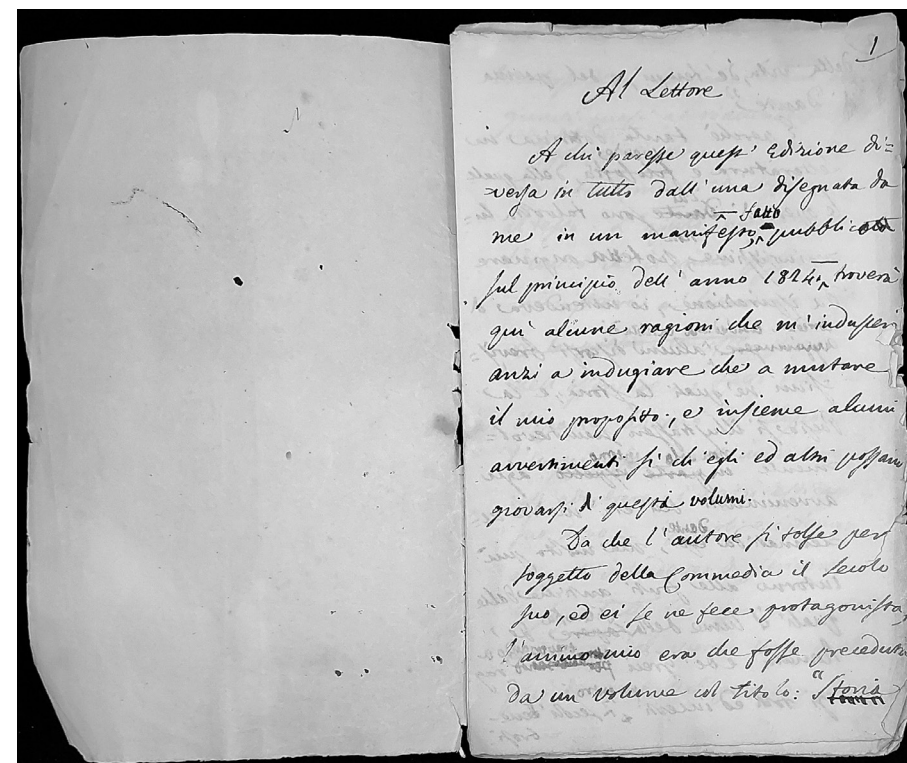 1
Al Lettore
A chi paresse quest' Edizione di=
versa in tutto dall' una disegnata da
me in un manifesto fatto pubblico
sul principio dell' anno 1824, troverà
qui alcune ragioni che m' indussero
anzi a indugiare che a mutare
il mio proposito; e insieme alcuni
avvertimenti sì ch' egli ed altri possano
giovarsi di questi volumi.
Da che l' autore si tolse per
soggetto della Commedia il secolo
suo, ed ei se ne fece protagonista,
l' animo mio era che fosse preceduta
da un volume col titolo: "Storia